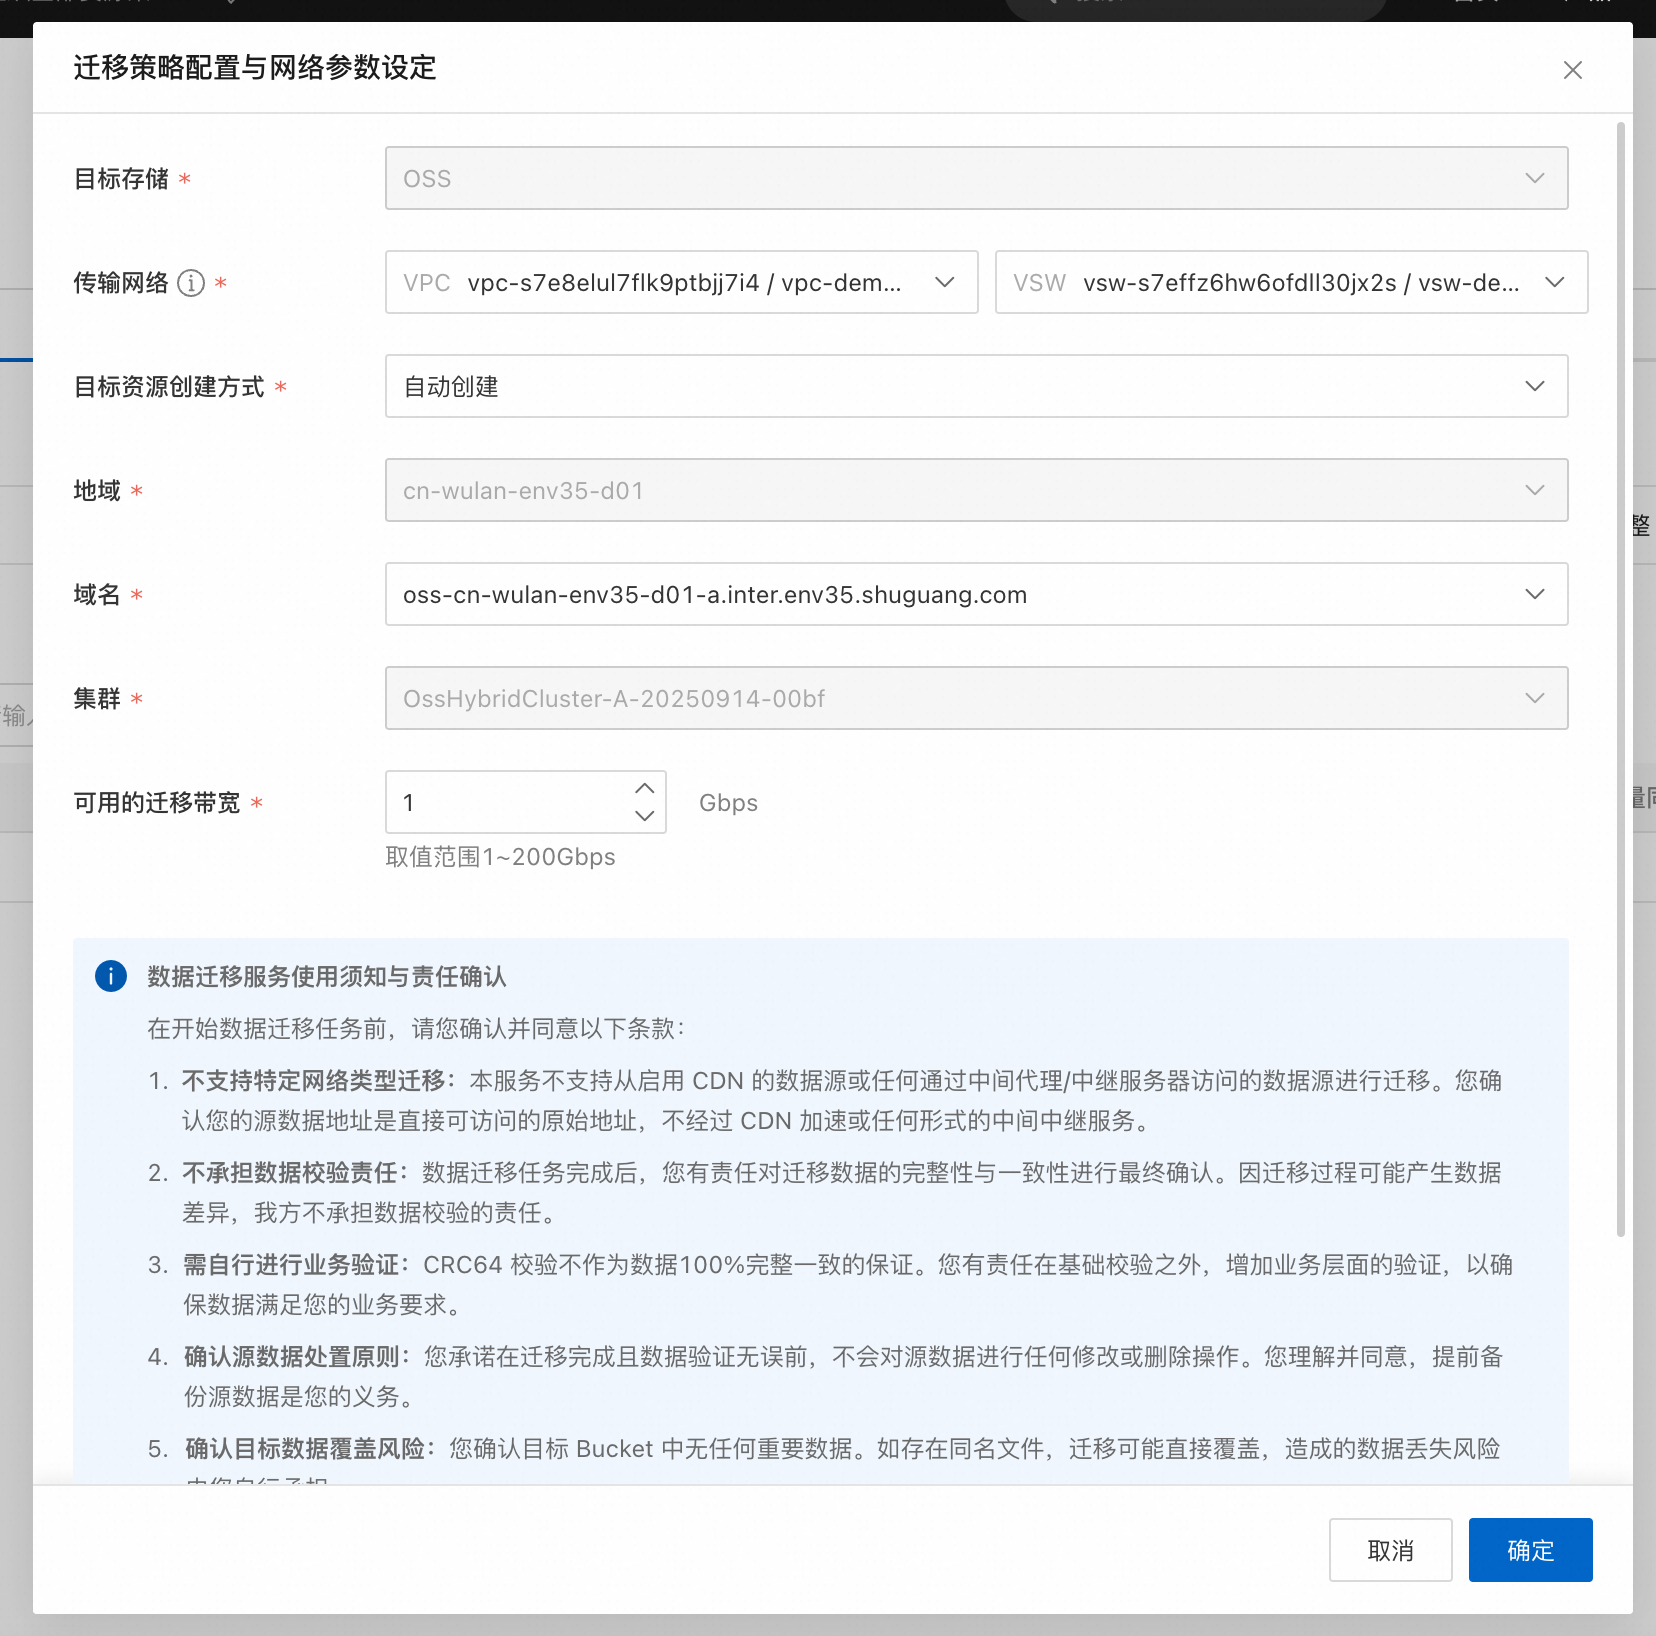 迁移策略配置与网络参数设定
目标存储 *
OSS
传输网络 *
VPC vpc-s7e8elul7flk9ptbjj7i4 / vpc-dem...
VSW vsw-s7effz6hw6ofdll30jx2s / vsw-de...
目标资源创建方式 *
自动创建
地域 *
cn-wulan-env35-d01
整
域名 *
oss-cn-wulan-env35-d01-a.inter.env35.shuguang.com
集群 *
OssHybridCluster-A-20250914-00bf
输入
可用的迁移带宽 *
1
Gbps
取值范围1~200Gbps
数据迁移服务使用须知与责任确认
在开始数据迁移任务前，请您确认并同意以下条款：
1. 不支持特定网络类型迁移：本服务不支持从启用 CDN 的数据源或任何通过中间代理/中继服务器访问的数据源进行迁移。您确
认您的源数据地址是直接可访问的原始地址，不经过 CDN 加速或任何形式的中间中继服务。
2. 不承担数据校验责任：数据迁移任务完成后，您有责任对迁移数据的完整性与一致性进行最终确认。因迁移过程可能产生数据
差异，我方不承担数据校验的责任。
3. 需自行进行业务验证：CRC64 校验不作为数据100%完整一致的保证。您有责任在基础校验之外，增加业务层面的验证，以确
保数据满足您的业务要求。
4. 确认源数据处置原则：您承诺在迁移完成且数据验证无误前，不会对源数据进行任何修改或删除操作。您理解并同意，提前备
份源数据是您的义务。
5. 确认目标数据覆盖风险：您确认目标 Bucket 中无任何重要数据。如存在同名文件，迁移可能直接覆盖，造成的数据丢失风险
取消
确定